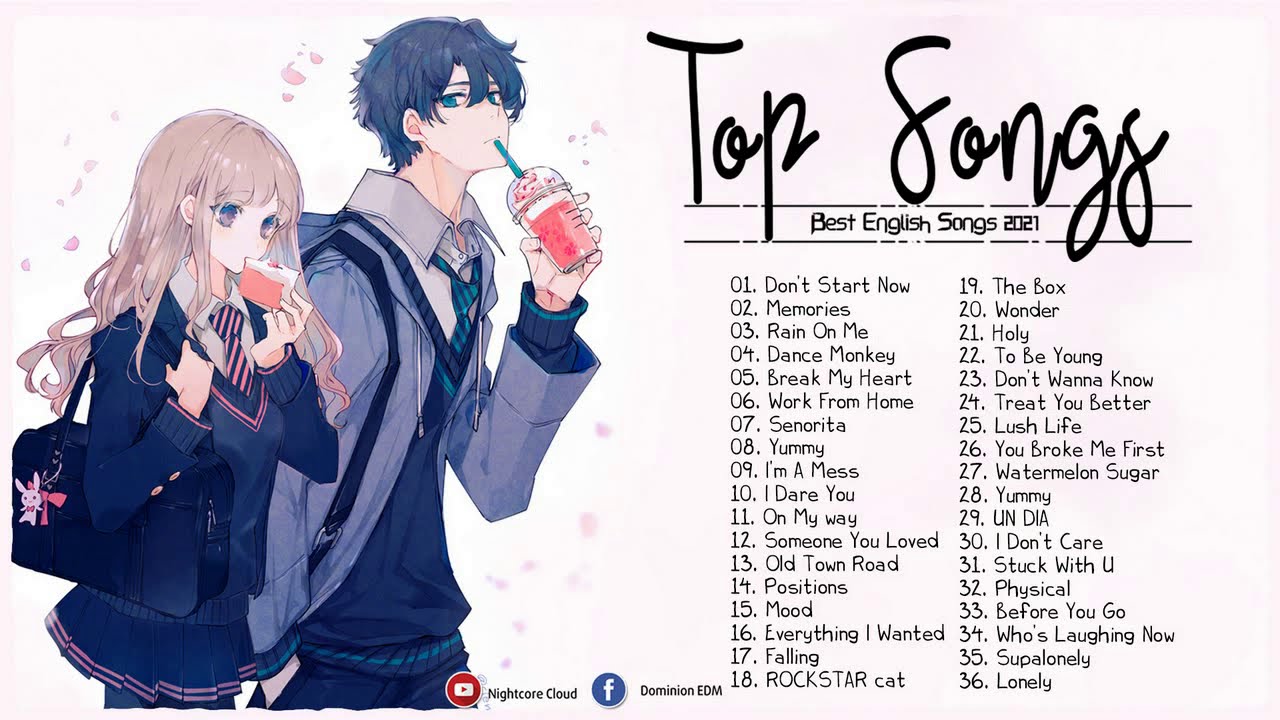 Top Songs
Best English Songs 2021
01. Don't Start Now
02. Memories
03. Rain On Me
04. Dance Monkey
05. Break My Heart
06. Work From Home
07. Senorita
08. Yummy
09. I'm A Mess
10. I Dare You
11. On My way
12. Someone You Loved
13. Old Town Road
14. Positions
15. Mood
16. Everything I Wanted
17. Falling
18. ROCKSTAR cat
19. The Box
20. Wonder
21. Holy
22. To Be Young
23. Don't Wanna Know
24. Treat You Better
25. Lush Life
26. You Broke Me First
27. Watermelon Sugar
28. Yummy
29. UN DIA
30. I Don't Care
31. Stuck With U
32. Physical
33. Before You Go
34. Who's Laughing Now
35. Supalonely
36. Lonely
Nightcore Cloud
Dominion EDM